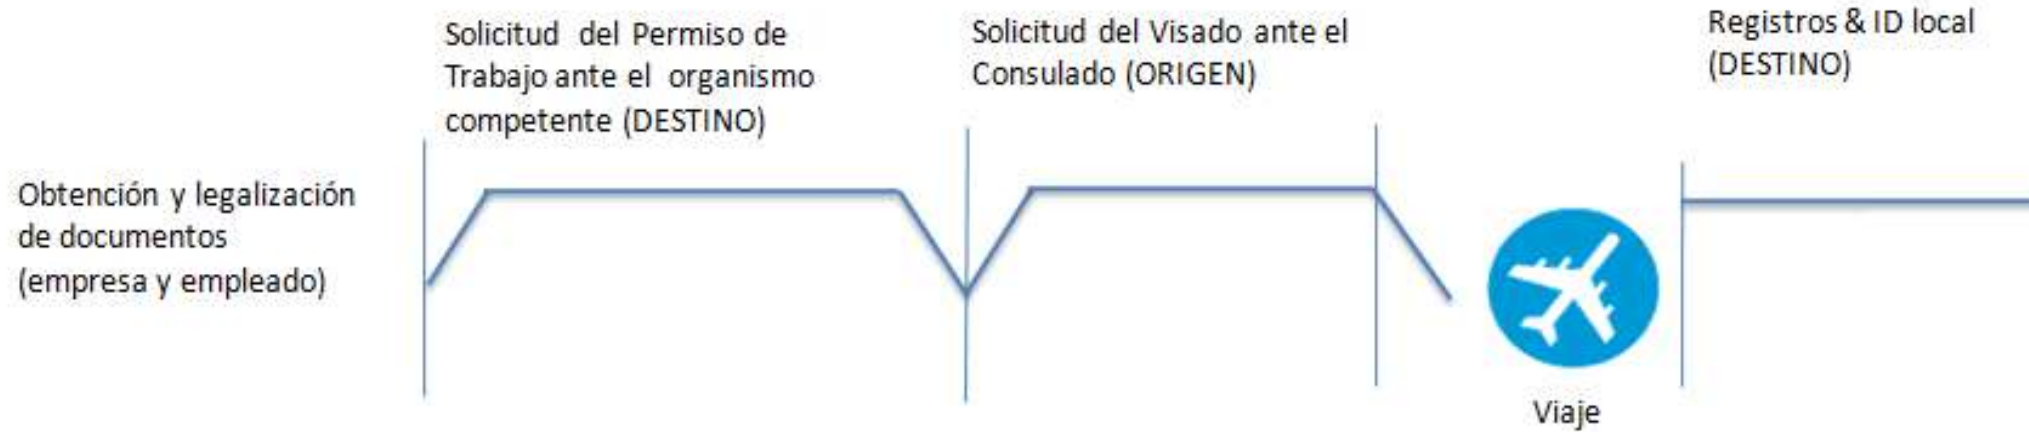 Obtención y legalización
de documentos
(empresa y empleado)
Solicitud del Permiso de
Trabajo ante el organismo
competente (DESTINO)
Solicitud del Visado ante el
Consulado (ORIGEN)
Viaje
Registros & ID local
(DESTINO)